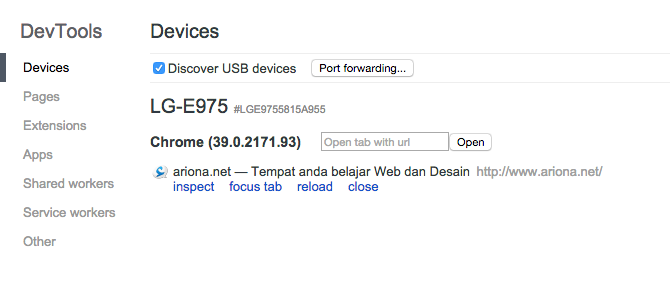 DevTools
Devices
Pages
Extensions
Apps
Shared workers
Service workers
Other
Devices
Discover USB devices Port forwarding...
LG-E975 #LGE9755815A955
Chrome (39.0.2171.93) Open tab with url Open
ariona.net — Tempat anda belajar Web dan Desain http://www.ariona.net/
inspect focus tab reload close